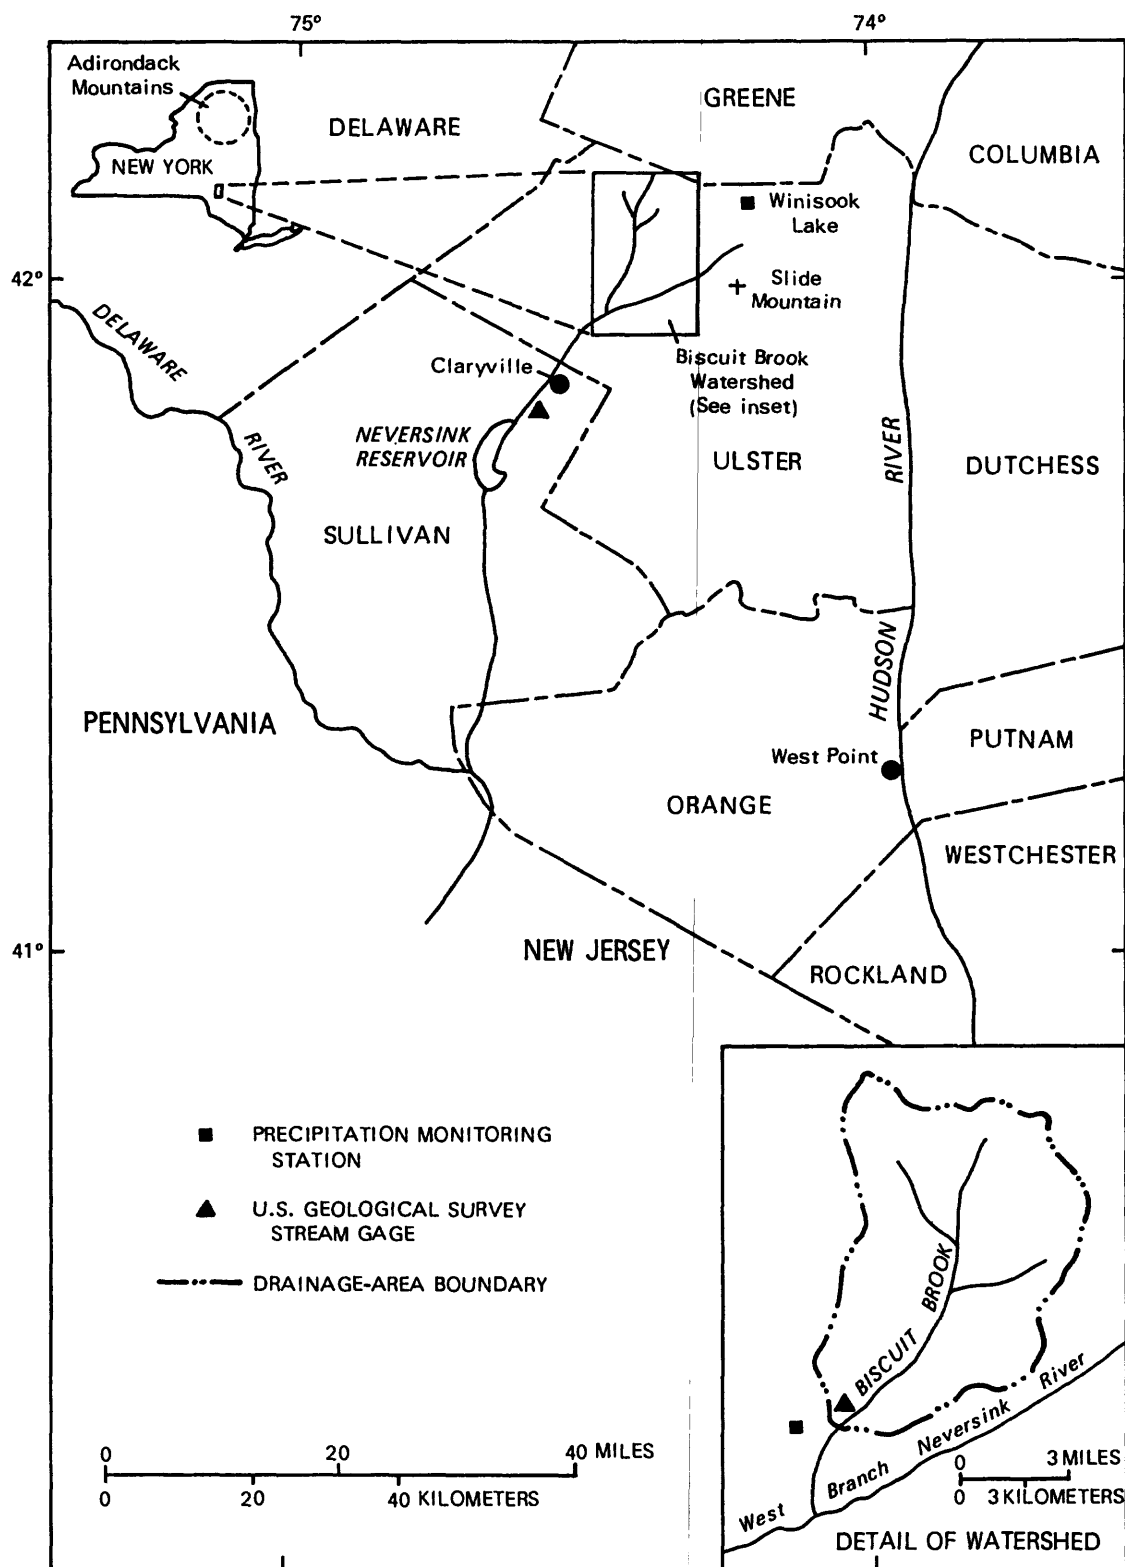 75°
74°
Adirondack
Mountains
NEW YORK
DELAWARE
GREENE
COLUMBIA
Winisook
Lake
42°
Slide
Mountain
DELAWARE
RIVER
Claryville
Biscuit Brook
Watershed
(See inset)
NEVERSINK
RESERVOIR
ULSTER
RIVER
DUTCHESS
SULLIVAN
HUDSON
PENNSYLVANIA
PUTNAM
West Point
ORANGE
WESTCHESTER
41°
NEW JERSEY
ROCKLAND
PRECIPITATION MONITORING
STATION
U.S. GEOLOGICAL SURVEY
STREAM GAGE
DRAINAGE-AREA BOUNDARY
0 20 40 MILES
0 20 40 KILOMETERS
BISCUIT BROOK
West Branch Neversink River
0 3 MILES
0 3 KILOMETERS
DETAIL OF WATERSHED